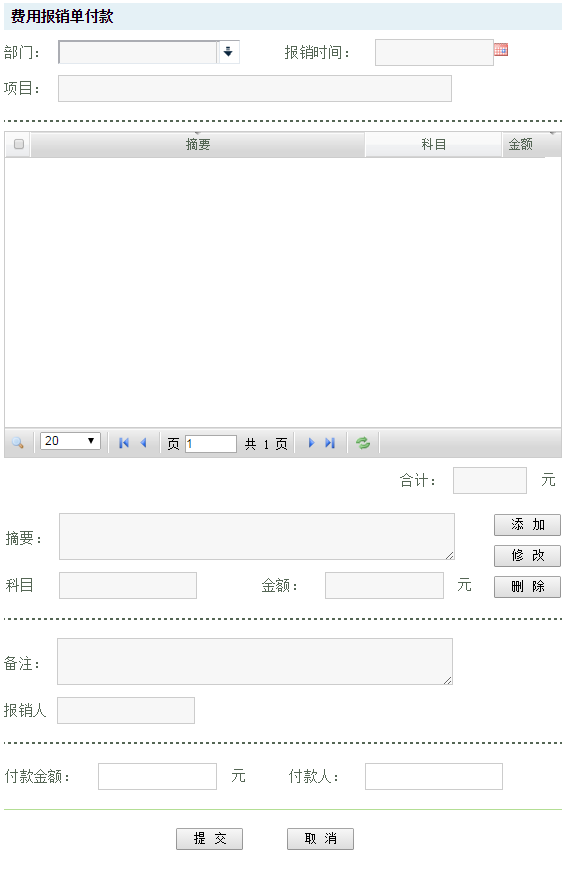 费用报销单付款
部门： 报销时间：
项目：
摘要 科目 金额
20 页 1 共 1 页
合计： 元
摘要： 添 加
修 改
科目 金额： 元 删 除
备注：
报销人
付款金额： 元 付款人：
提 交 取 消